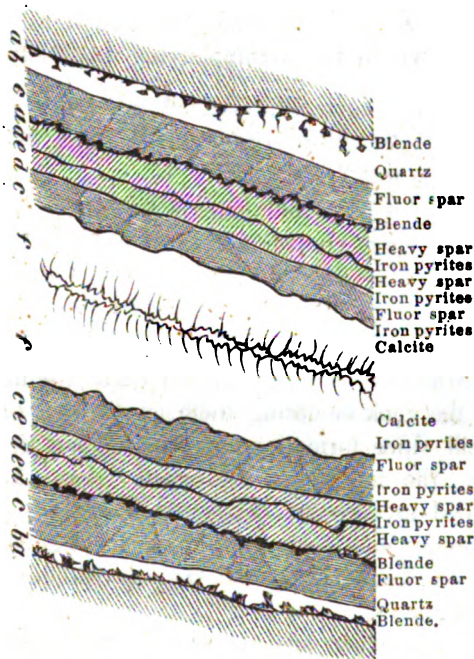 a b c a d e d c
f
f
c e d e d c ba
Blende
Quartz
Fluor spar
Blende
Heavy spar
Iron pyrites
Heavy spar
Iron pyrites
Fluor spar
Iron pyrites
Calcite
Calcite
Iron pyrites
Fluor spar
Iron pyrites
Heavy spar
Iron pyrites
Heavy spar
Blende
Fluor spar
Quartz
Blende.